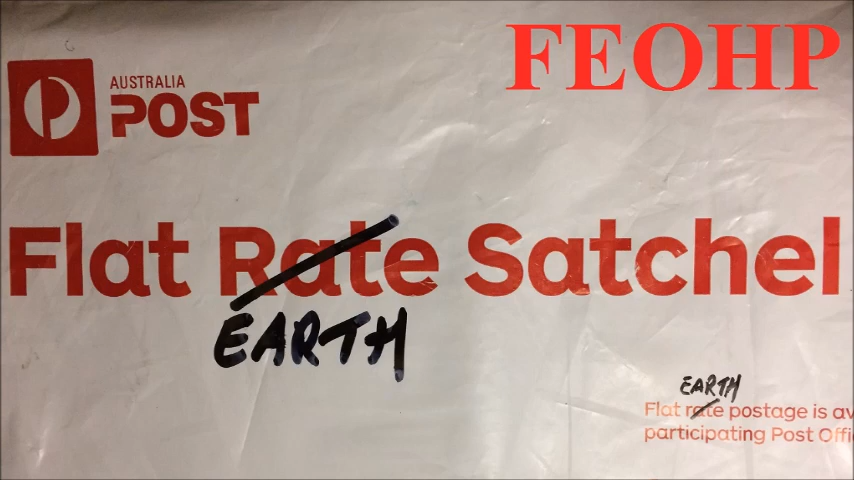 FEOHP
AUSTRALIA
POST
Flat Rate Satchel
EARTH
EARTH
Flat rate postage is av
participating Post Offi